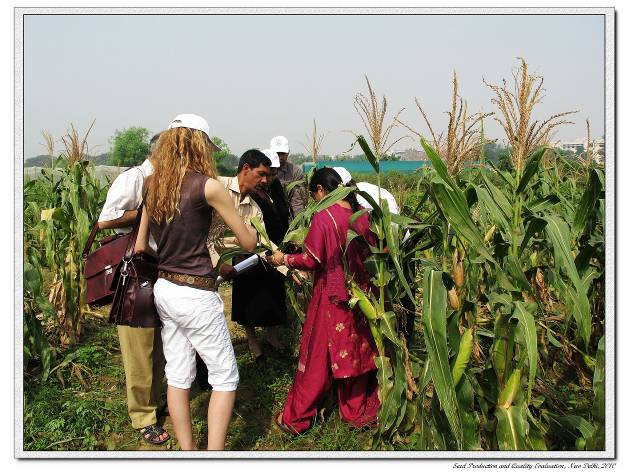 Seed Production and Quality Evaluation, New Delhi, 2010